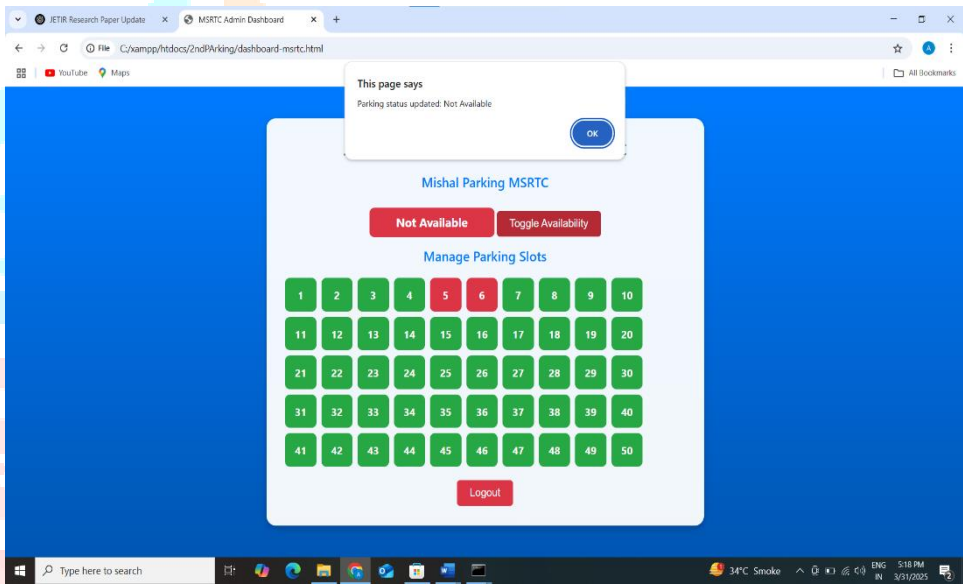 JETIR Research Paper Update
MSRTC Admin Dashboard
File C:/xampp/htdocs/2ndPArking/dashboard-msrtc.html
A
YouTube Maps All Bookmarks
This page says
Parking status updated: Not Available
OK
Mishal Parking MSRTC
Not Available Toggle Availability
Manage Parking Slots
1 2 3 4 5 6 7 8 9 10
11 12 13 14 15 16 17 18 19 20
21 22 23 24 25 26 27 28 29 30
31 32 33 34 35 36 37 38 39 40
41 42 43 44 45 46 47 48 49 50
Logout
Type here to search
34°C Smoke
ENG 5:18 PM
IN 3/31/2025
2